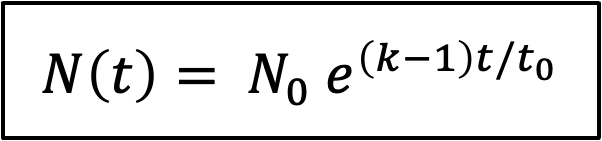 N(t) = N₀ e^{(k−1)t/t₀}